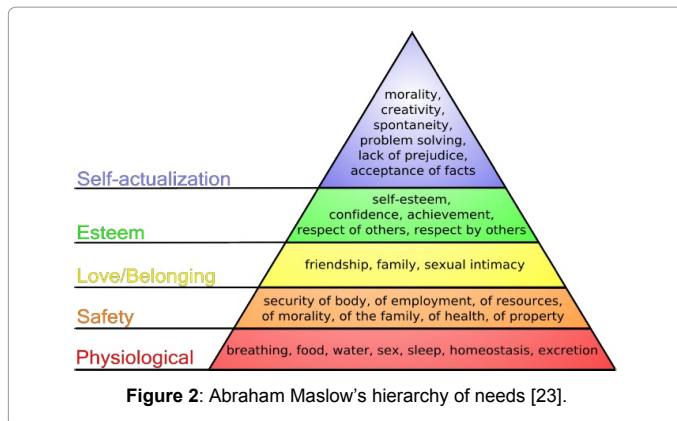 morality,
creativity,
spontaneity,
problem solving,
lack of prejudice,
acceptance of facts
Self-actualization
self-esteem,
confidence, achievement,
respect of others, respect by others
Esteem
friendship, family, sexual intimacy
Love/Belonging
security of body, of employment, of resources,
of morality, of the family, of health, of property
Safety
breathing, food, water, sex, sleep, homeostasis, excretion
Physiological
Figure 2: Abraham Maslow's hierarchy of needs [23].